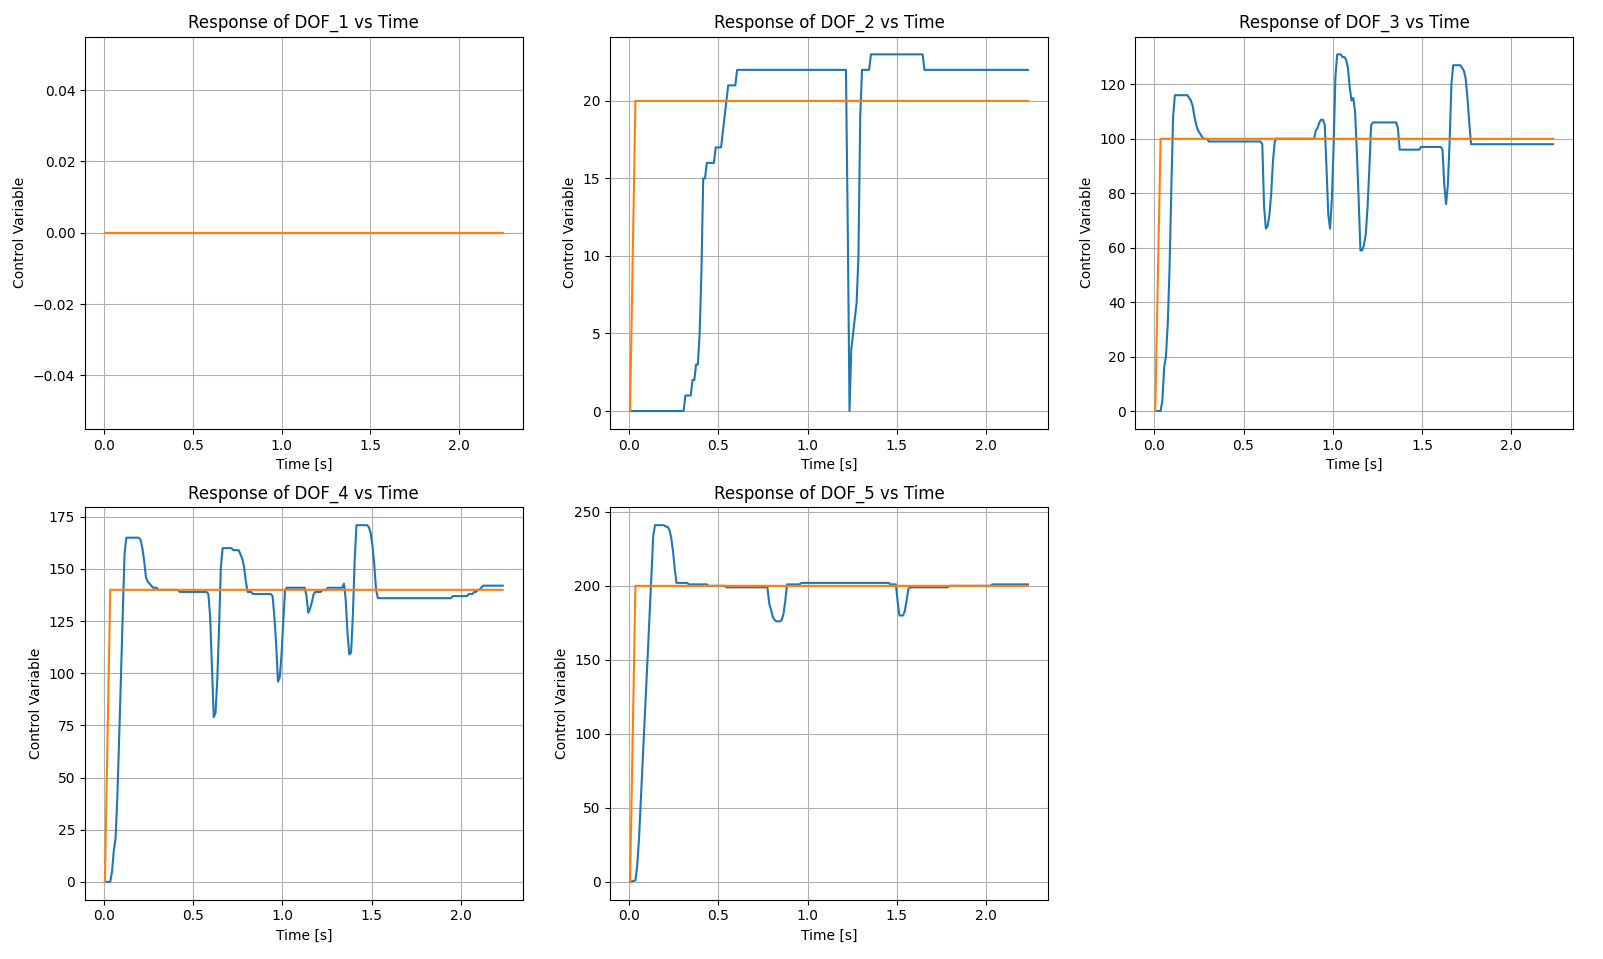 Response of DOF_1 vs Time
Control Variable
0.04
0.02
0.00
−0.02
−0.04
0.0 0.5 1.0 1.5 2.0
Time [s]
Response of DOF_2 vs Time
Control Variable
20
15
10
5
0
0.0 0.5 1.0 1.5 2.0
Time [s]
Response of DOF_3 vs Time
Control Variable
120
100
80
60
40
20
0
0.0 0.5 1.0 1.5 2.0
Time [s]
Response of DOF_4 vs Time
Control Variable
175
150
125
100
75
50
25
0
0.0 0.5 1.0 1.5 2.0
Time [s]
Response of DOF_5 vs Time
Control Variable
250
200
150
100
50
0
0.0 0.5 1.0 1.5 2.0
Time [s]